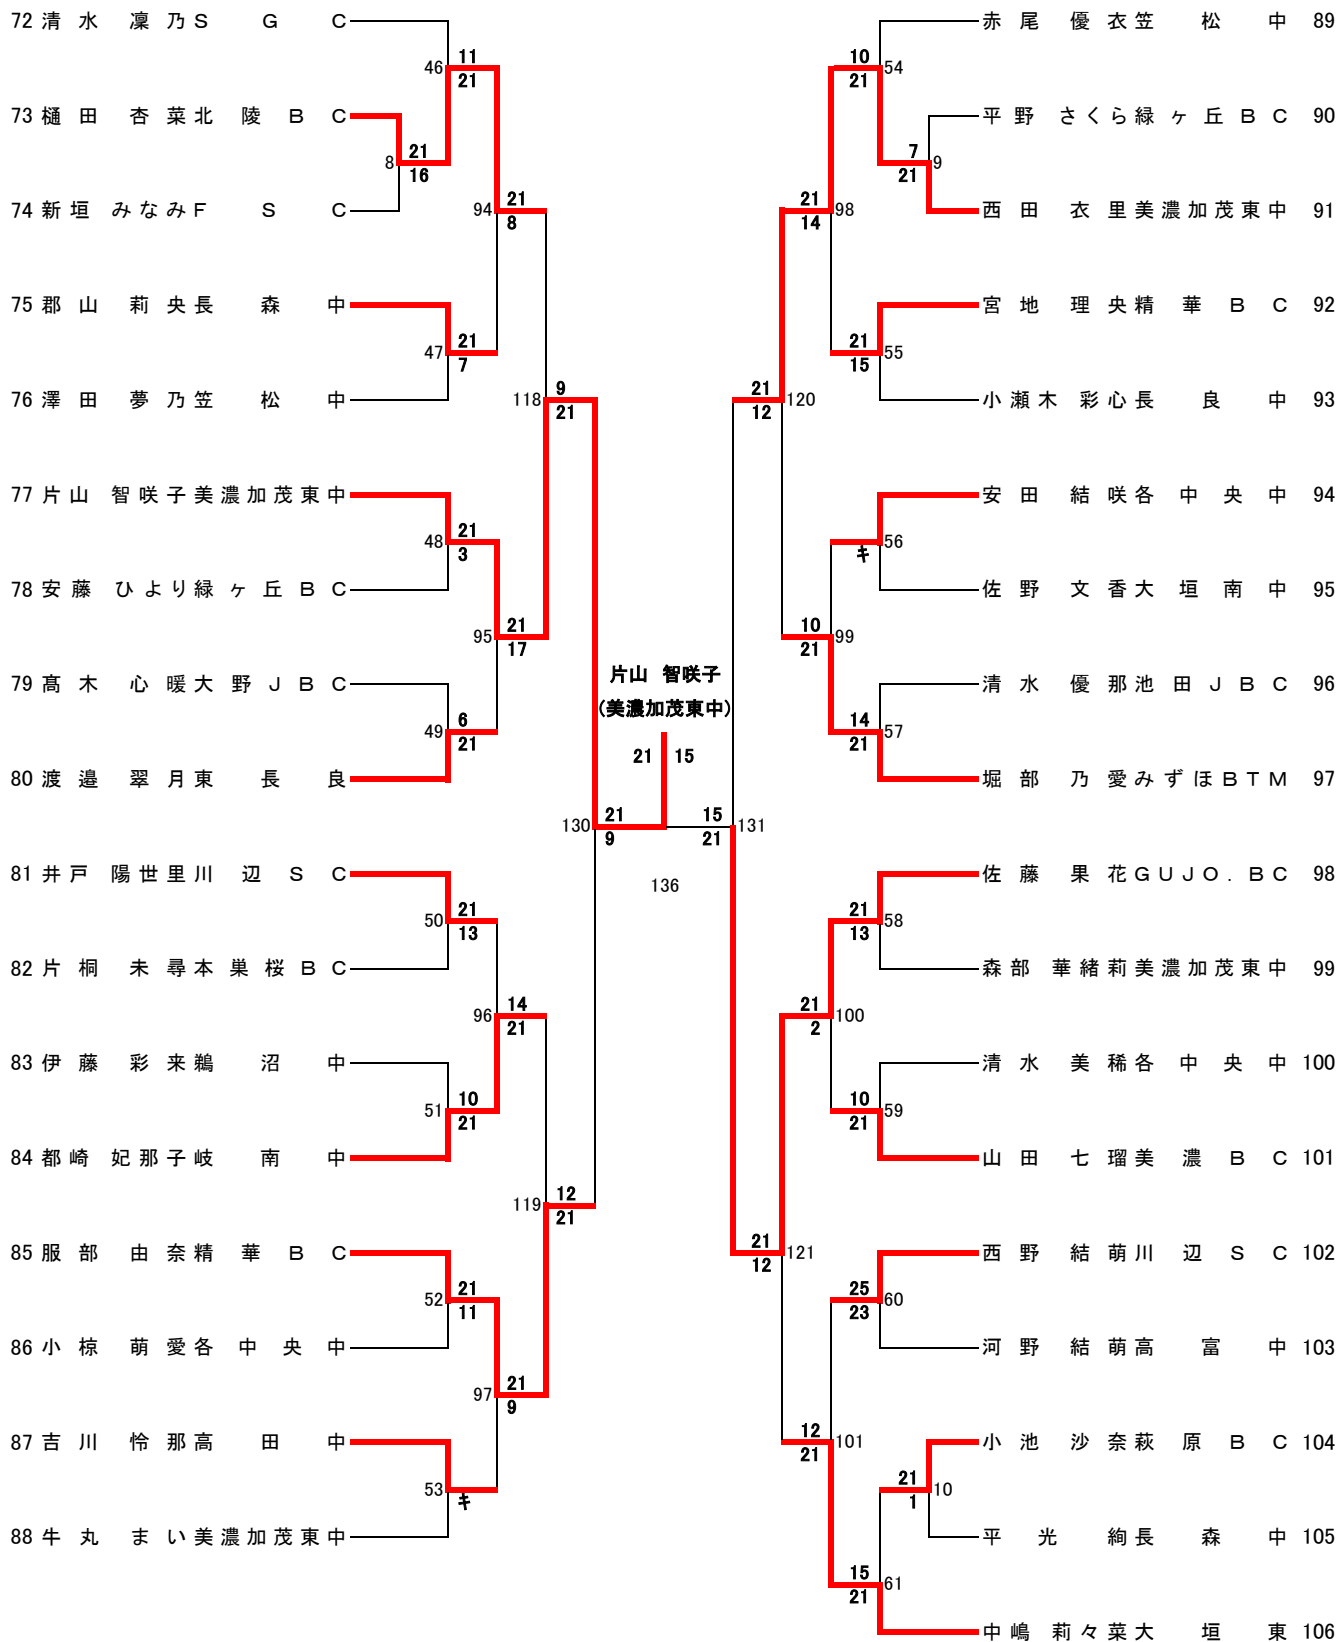 72 清水 凜乃 SGC
46 11
21
73 樋田 杏菜 北陵BC
8 21
16
74 新垣 みなみ FSC
94 21
8
75 郡山 莉央 長森中
47 21
7
76 澤田 夢乃 笠松中
118 9
21
77 片山 智咲子 美濃加茂東中
48 21
3
78 安藤 ひより 緑ヶ丘BC
95 21
17
79 髙木 心暖 大野JBC
49 6
21
80 渡邉 翠月 東長良
130 21
9
81 井戸 陽世里 川辺SC
50 21
13
82 片桐 未尋 本巣桜BC
96 14
21
83 伊藤 彩来 鵜沼中
51 10
21
84 都崎 妃那子 岐南中
119 12
21
85 服部 由奈 精華BC
52 21
11
86 小椋 萌愛 各中央中
97 21
9
87 吉川 怜那 高田中
53 キ
88 牛丸 まい 美濃加茂東中
片山 智咲子
(美濃加茂東中)
21 15
136
赤尾 優衣 笠松中 89
10 54
21
平野 さくら 緑ヶ丘BC 90
7 9
21
西田 衣里 美濃加茂東中 91
21 98
14
宮地 理央 精華BC 92
21 55
15
小瀬木 彩心 長良中 93
21 120
12
安田 結咲 各中央中 94
キ 56
佐野 文香 大垣南中 95
10 99
21
清水 優那 池田JBC 96
14 57
21
堀部 乃愛 みずほBTM 97
15 131
21
佐藤 果花 GUJO.BC 98
21 58
13
森部 華緒莉 美濃加茂東中 99
21 100
2
清水 美稀 各中央中 100
10 59
21
山田 七瑠 美濃BC 101
21 121
12
西野 結萌 川辺SC 102
25 60
23
河野 結萌 高富中 103
12 101
21
小池 沙奈 萩原BC 104
21 10
1
平光 絢 長森中 105
15 61
21
中嶋 莉々菜 大垣東 106